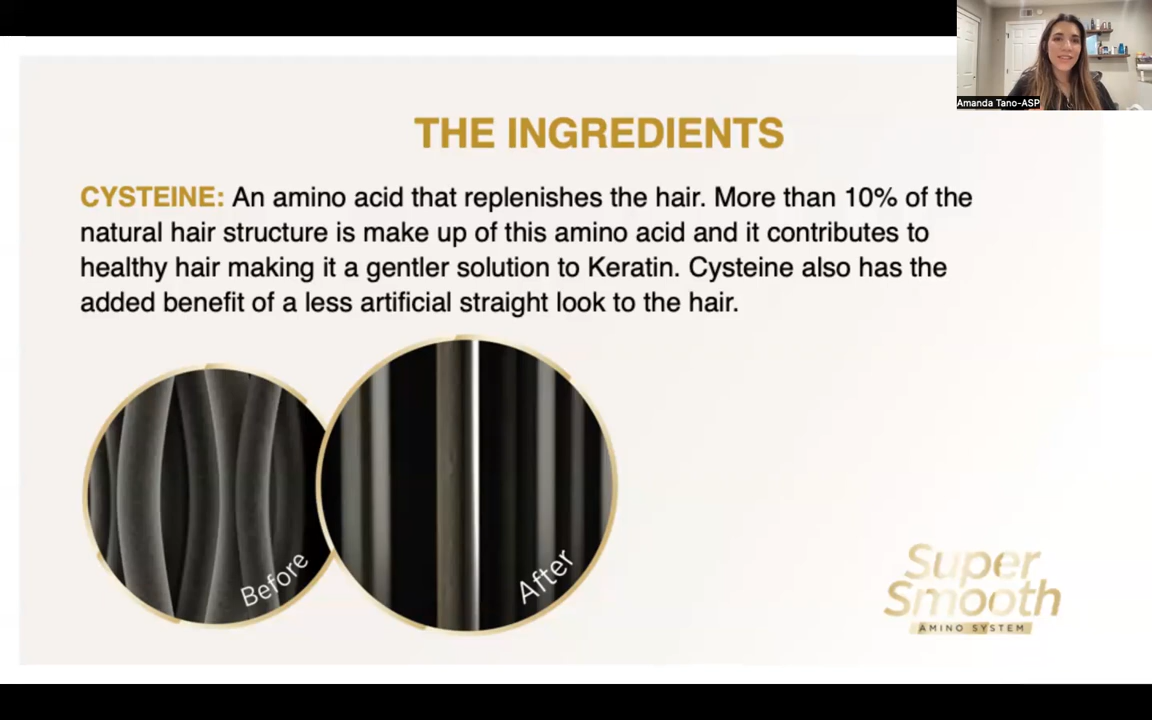 Amanda Tano-ASP
THE INGREDIENTS
CYSTEINE: An amino acid that replenishes the hair. More than 10% of the
natural hair structure is make up of this amino acid and it contributes to
healthy hair making it a gentler solution to Keratin. Cysteine also has the
added benefit of a less artificial straight look to the hair.
Before
After
Super
Smooth
AMINO SYSTEM